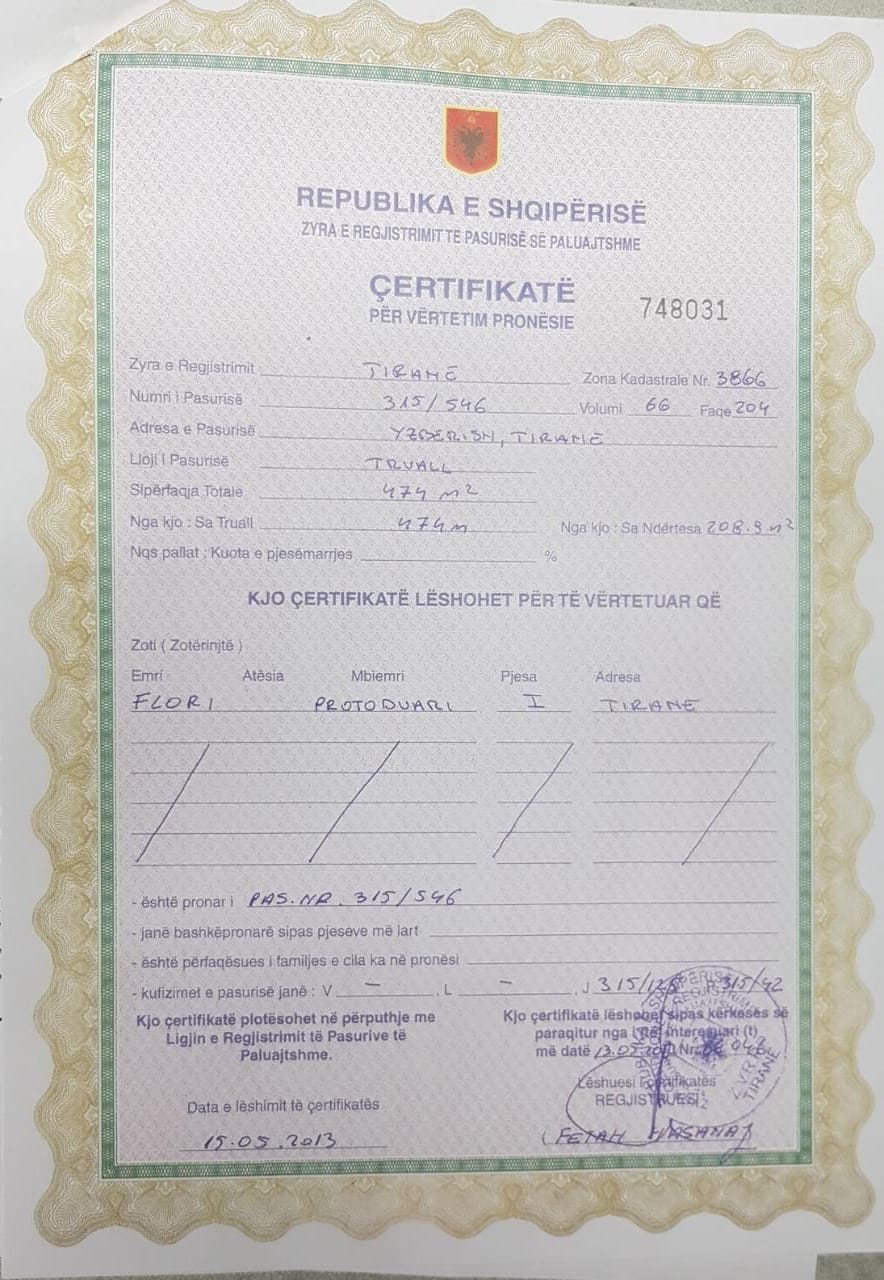 REPUBLIKA E SHQIPËRISË
ZYRA E REGJISTRIMIT TE PASURISË SË PALUAJTSHME
ÇERTIFIKATË
PËR VËRTETIM PRONËSIE
748031
Zyra e Regjistrimit TIRANË Zona Kadastrale Nr. 3866
Numri i Pasurisë 315/546 Volumi 66 Faqe 204
Adresa e Pasurisë YZBERISH, TIRANË
Lloji i Pasurisë TRUALL
Sipërfaqja Totale 474 m2
Nga kjo : Sa Truall 474 m Nga kjo : Sa Ndërtesa 208.9 m2
Nqs pallat : Kuota e pjesëmarrjes %
KJO ÇERTIFIKATË LËSHOHET PËR TË VËRTETUAR QË
Zoti ( Zotërinjtë )
Emri Atësia Mbiemri Pjesa Adresa
FLORI PROTODUARI I TIRANE
- është pronar i PAS.NR. 315/546
- janë bashkëpronarë sipas pjeseve më lart
- është përfaqësues i familjes e cila ka në pronësi
- kufizimet e pasurisë janë : V - , L - , J 315/ P 315/42
Kjo çertifikatë plotësohet në përputhje me
Ligjin e Regjistrimit të Pasurive të
Paluajtshme.
Kjo çertifikatë lëshohet sipas kërkesës së
paraqitur nga i interesuari (t)
më datë 13.05. Nr.
Data e lëshimit të çertifikatës
15.05.2013
Lëshuesi Çertifikatës
REGJISTRUESI
FETAH HASANAJ
TIRANË